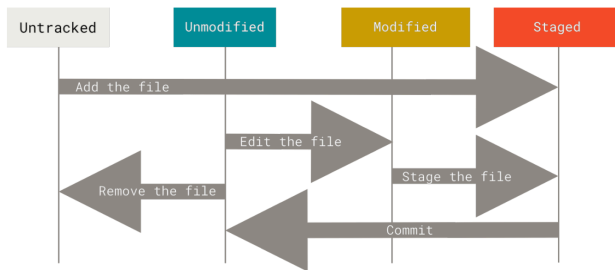 Untracked
Unmodified
Modified
Staged
Add the file
Edit the file
Stage the file
Remove the file
Commit